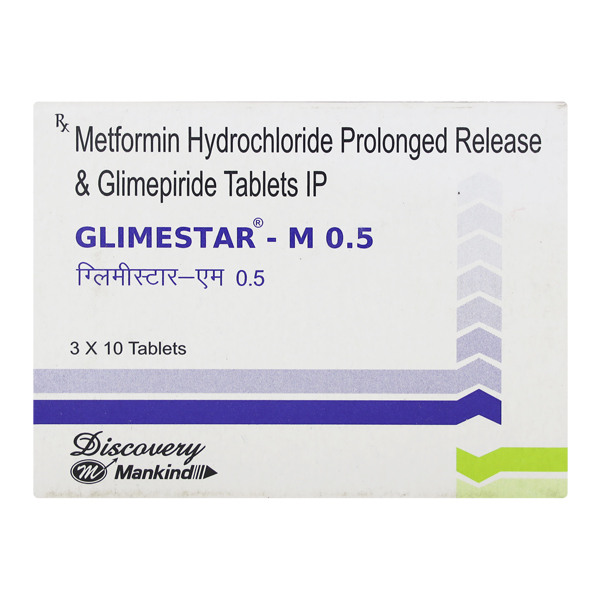 Rx Metformin Hydrochloride Prolonged Release
& Glimepiride Tablets IP
GLIMESTAR® - M 0.5
ग्लिमीस्टार–एम 0.5
3 X 10 Tablets
Discovery
M Mankind